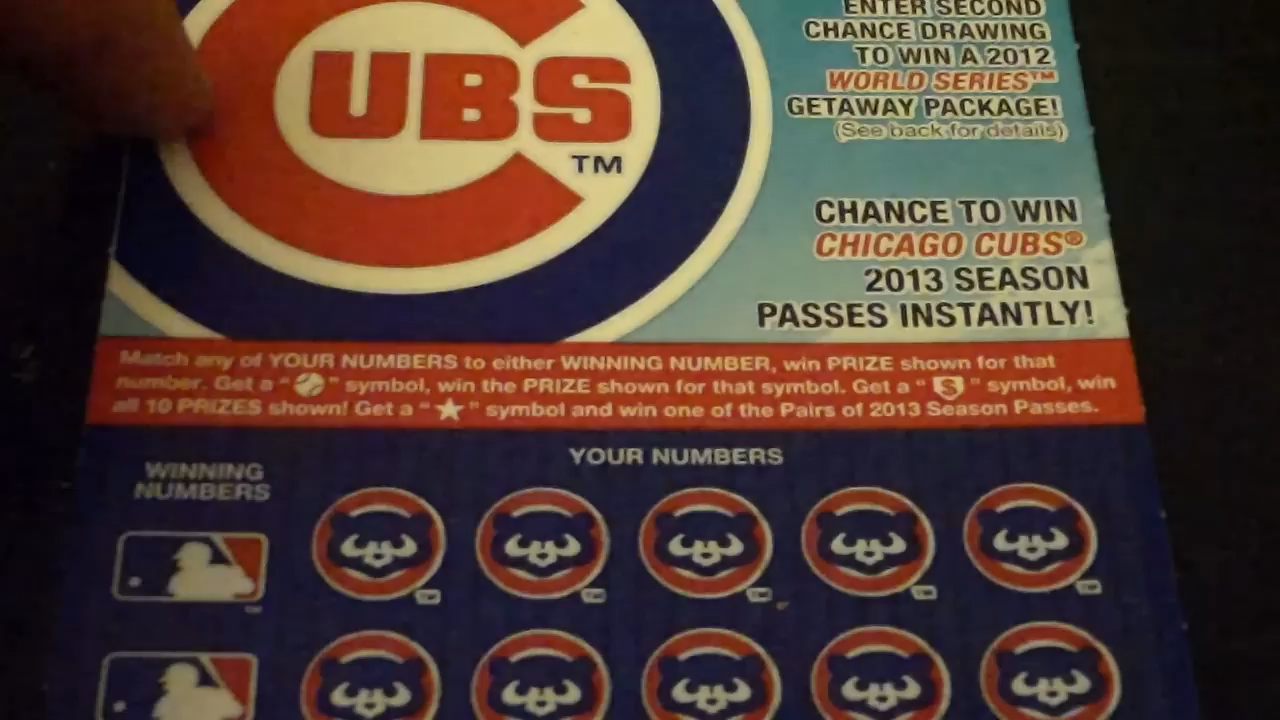 UBS
TM
ENTER SECOND
CHANCE DRAWING
TO WIN A 2012
WORLD SERIES™
GETAWAY PACKAGE!
(See back for details)
CHANCE TO WIN
CHICAGO CUBS®
2013 SEASON
PASSES INSTANTLY!
Match any of YOUR NUMBERS to either WINNING NUMBER, win PRIZE shown for that
number. Get a " " symbol, win the PRIZE shown for that symbol. Get a " S " symbol, win
all 10 PRIZES shown! Get a " " symbol and win one of the Pairs of 2013 Season Passes.
WINNING
NUMBERS
YOUR NUMBERS